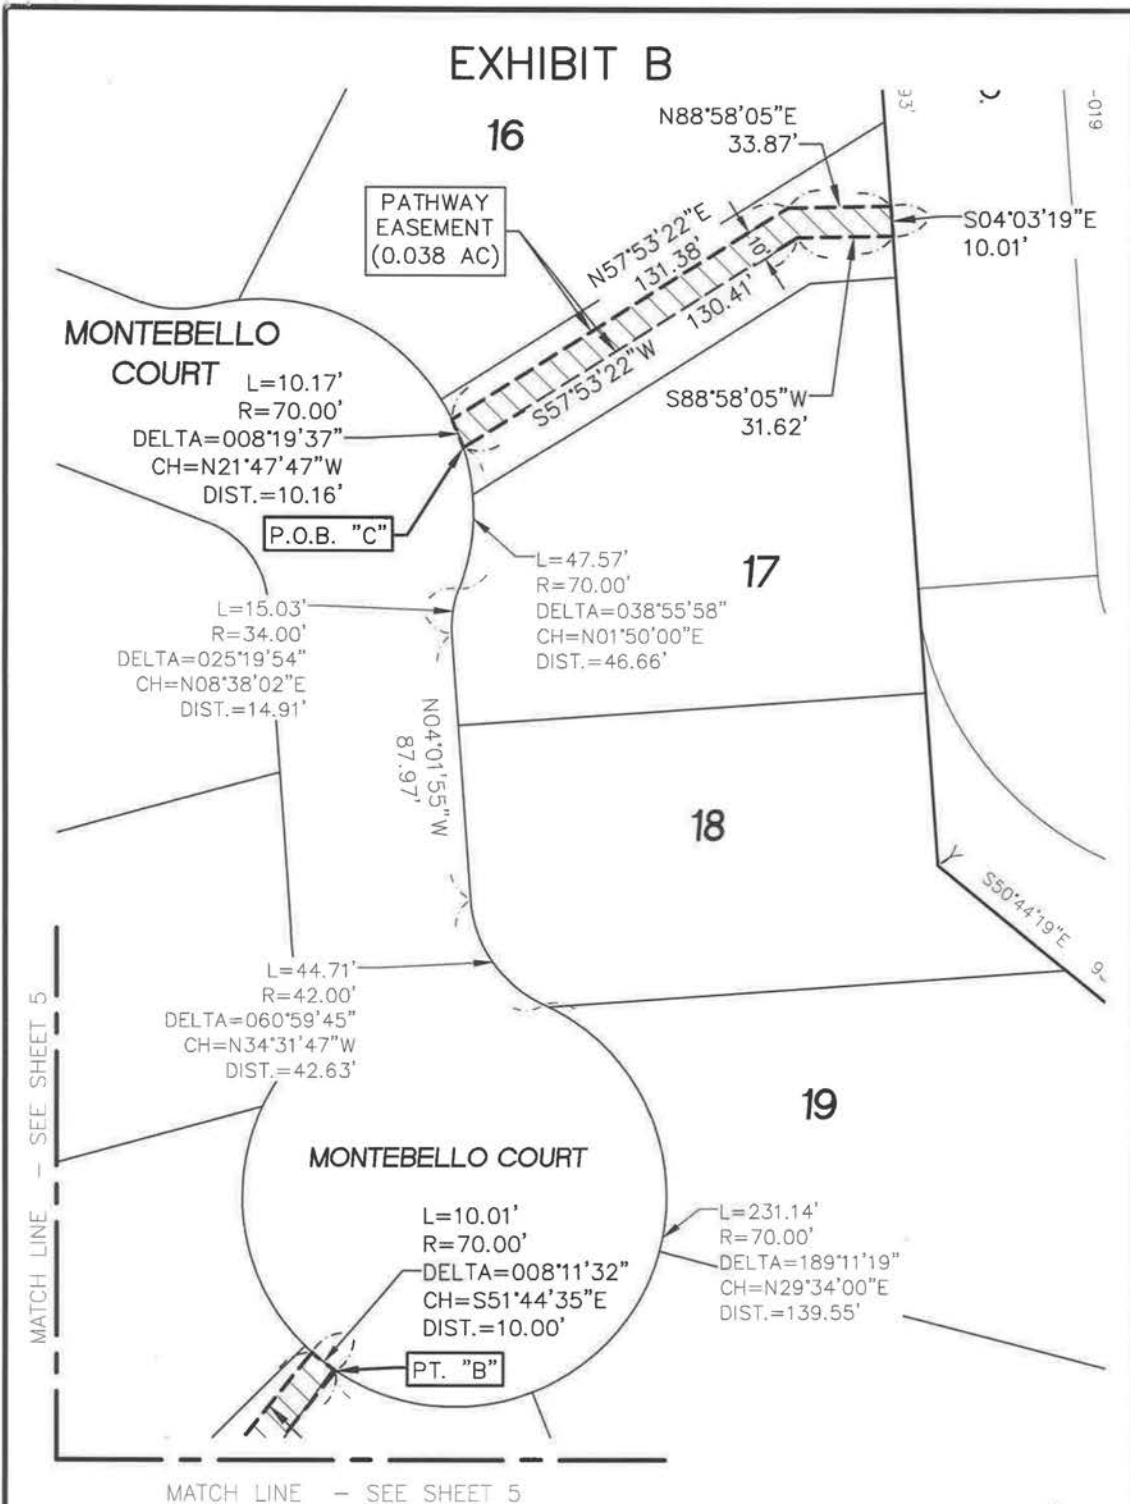 EXHIBIT B
16
N88°58'05"E
33.87'
93'
-019
PATHWAY
EASEMENT
(0.038 AC)
N57°53'22"E
131.38'
10'
S04°03'19"E
10.01'
130.41'
S57°53'22"W
S88°58'05"W
31.62'
MONTEBELLO
COURT
L=10.17'
R=70.00'
DELTA=008°19'37"
CH=N21°47'47"W
DIST.=10.16'
P.O.B. "C"
L=47.57'
R=70.00'
DELTA=038°55'58"
CH=N01°50'00"E
DIST.=46.66'
17
L=15.03'
R=34.00'
DELTA=025°19'54"
CH=N08°38'02"E
DIST.=14.91'
N04°01'55"W
87.97'
18
S50°44'19"E
L=44.71'
R=42.00'
DELTA=060°59'45"
CH=N34°31'47"W
DIST.=42.63'
19
MONTEBELLO COURT
L=10.01'
R=70.00'
DELTA=008°11'32"
CH=S51°44'35"E
DIST.=10.00'
PT. "B"
L=231.14'
R=70.00'
DELTA=189°11'19"
CH=N29°34'00"E
DIST.=139.55'
MATCH LINE - SEE SHEET 5
MATCH LINE - SEE SHEET 5